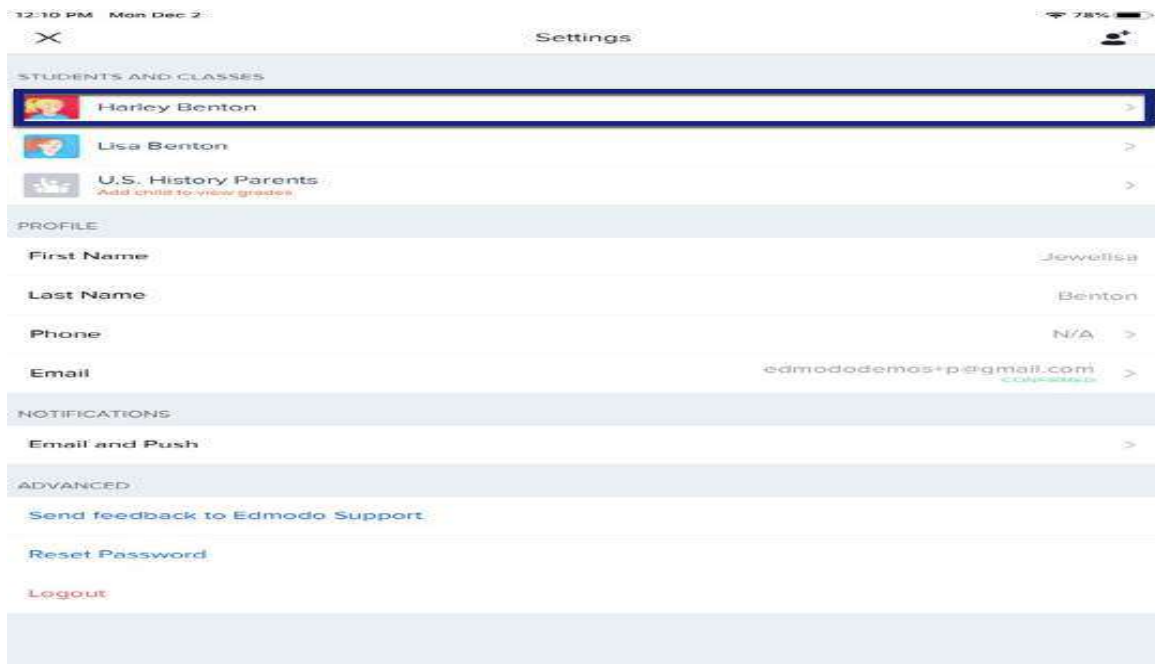 12:10 PM Mon Dec 2
78%
Settings
STUDENTS AND CLASSES
Harley Benton
Lisa Benton
U.S. History Parents
Add child to view grades
PROFILE
First Name Jewelisa
Last Name Benton
Phone N/A
Email edmododemos+p@gmail.com
CONFIRMED
NOTIFICATIONS
Email and Push
ADVANCED
Send feedback to Edmodo Support
Reset Password
Logout